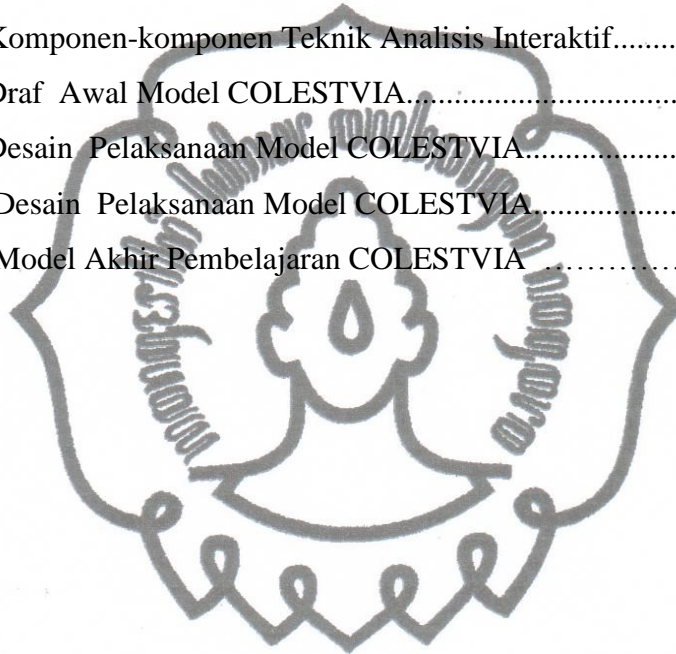 Komponen-komponen Teknik Analisis Interaktif........
Draf Awal Model COLESTVIA..................................
Desain Pelaksanaan Model COLESTVIA...................
Desain Pelaksanaan Model COLESTVIA..................
Model Akhir Pembelajaran COLESTVIA ……………